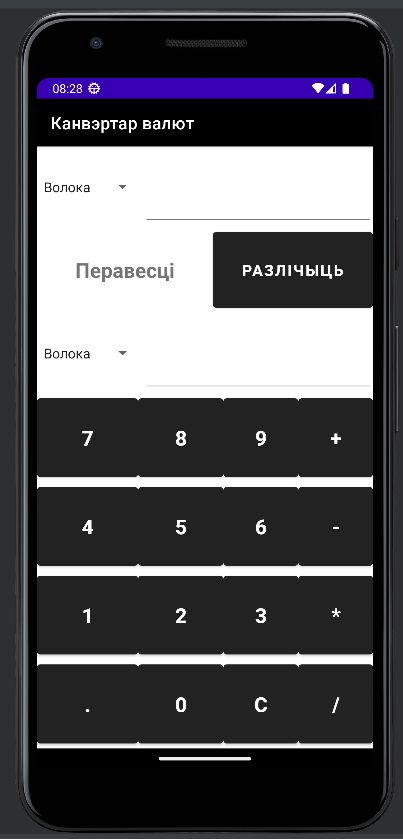 08:28
Канвэртар валют
Волока
Перавесці РАЗЛІЧЫЦЬ
Волока
7 8 9 +
4 5 6 -
1 2 3 *
. 0 C /